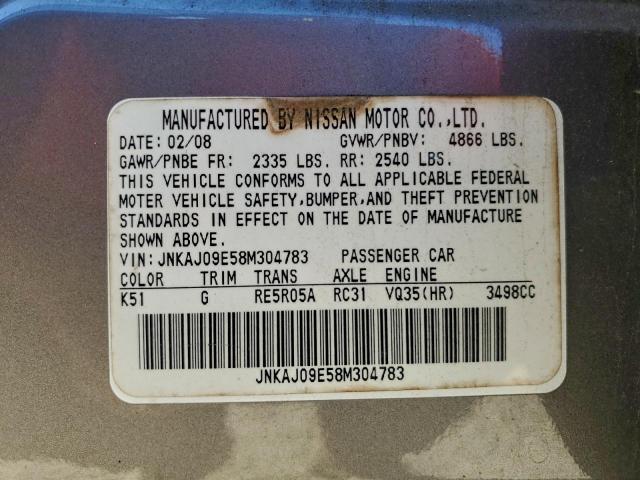 MANUFACTURED BY NISSAN MOTOR CO.,LTD.
DATE: 02/08 GVWR/PNBV: 4866 LBS.
GAWR/PNBE FR: 2335 LBS. RR: 2540 LBS.
THIS VEHICLE CONFORMS TO ALL APPLICABLE FEDERAL
MOTOR VEHICLE SAFETY,BUMPER,AND THEFT PREVENTION
STANDARDS IN EFFECT ON THE DATE OF MANUFACTURE
SHOWN ABOVE.
VIN:JNKAJ09E58M304783 PASSENGER CAR
COLOR TRIM TRANS AXLE ENGINE
K51 G RE5R05A RC31 VQ35(HR) 3498CC
JNKAJ09E58M304783